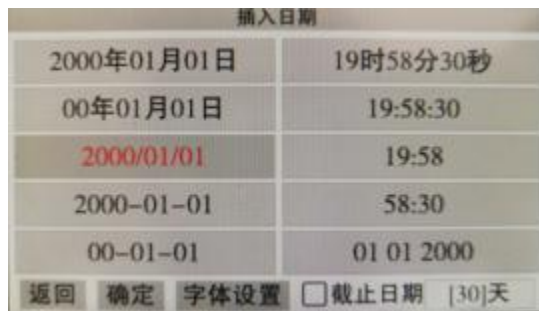 插入日期
2000年01月01日 19时58分30秒
00年01月01日 19:58:30
2000/01/01 19:58
2000-01-01 58:30
00-01-01 01 01 2000
返回 确定 字体设置 截止日期 [30]天